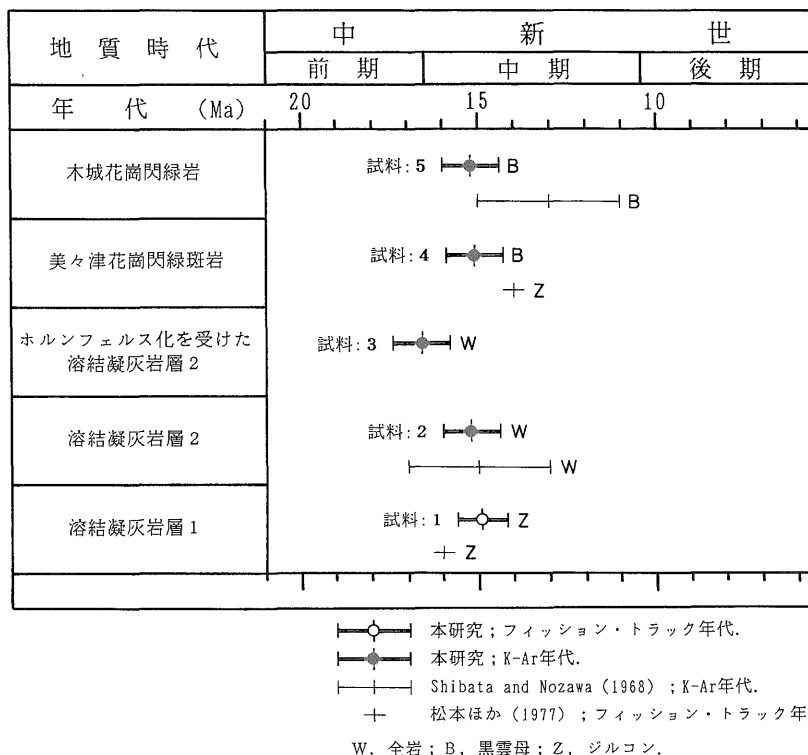 地質時代
中新世
前期 中期 後期
年代 (Ma) 20 15 10
木城花崗閃緑岩
試料: 5 B
B
美々津花崗閃緑斑岩
試料: 4 B
Z
ホルンフェルス化を受けた
溶結凝灰岩層2
試料: 3 W
溶結凝灰岩層2
試料: 2 W
W
溶結凝灰岩層1
試料: 1 Z
Z
20 15 10
本研究;フィッション・トラック年代.
本研究;K-Ar年代.
Shibata and Nozawa (1968) ;K-Ar年代.
松本ほか (1977) ;フィッション・トラック年
W, 全岩;B, 黒雲母;Z, ジルコン.